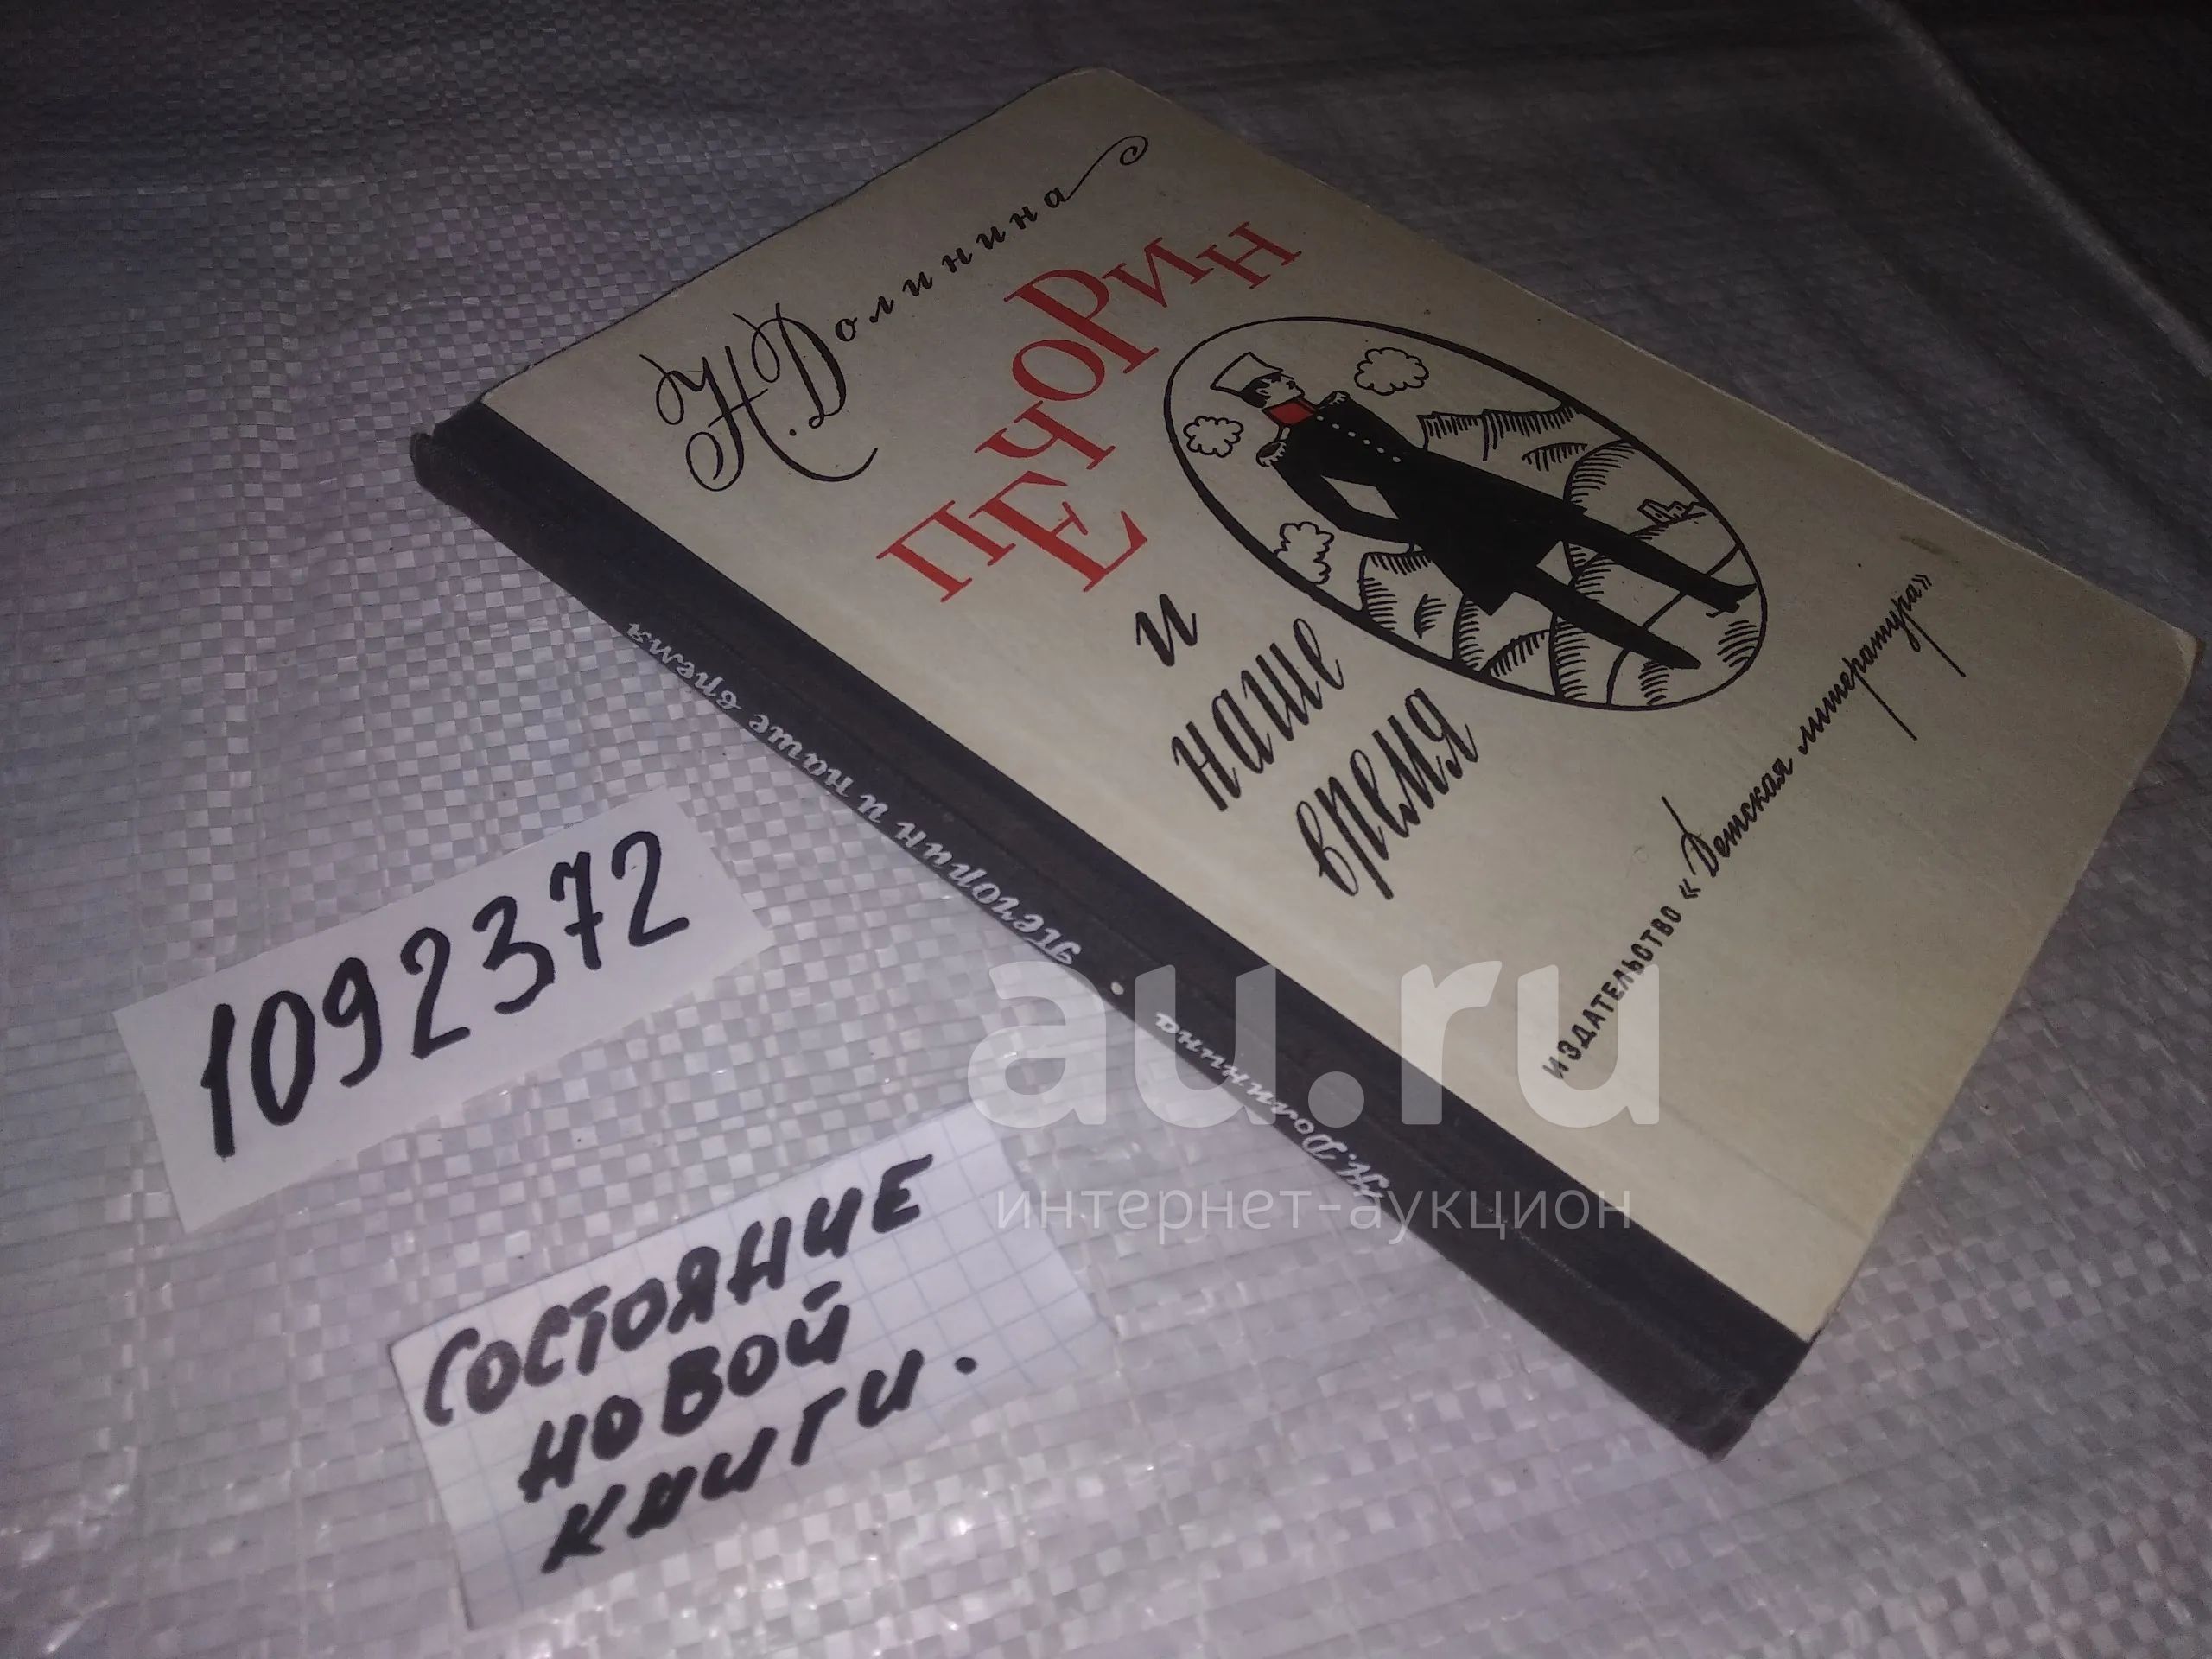 Н. Долинина
ПЕЧОРИН
и
наше
время
ИЗДАТЕЛЬСТВО «Детская литература»
Н. Долинина • Печорин и наше время
1092372
СОСТОЯНИЕ
НОВОЙ
КНИГИ.
au.ru
интернет-аукцион